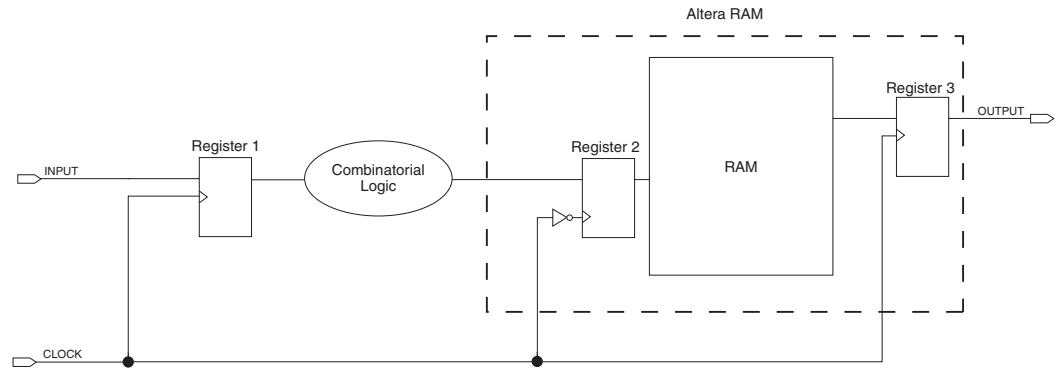 Altera RAM
Register 3
OUTPUT
Register 1
Register 2
Combinatorial
Logic
RAM
INPUT
CLOCK